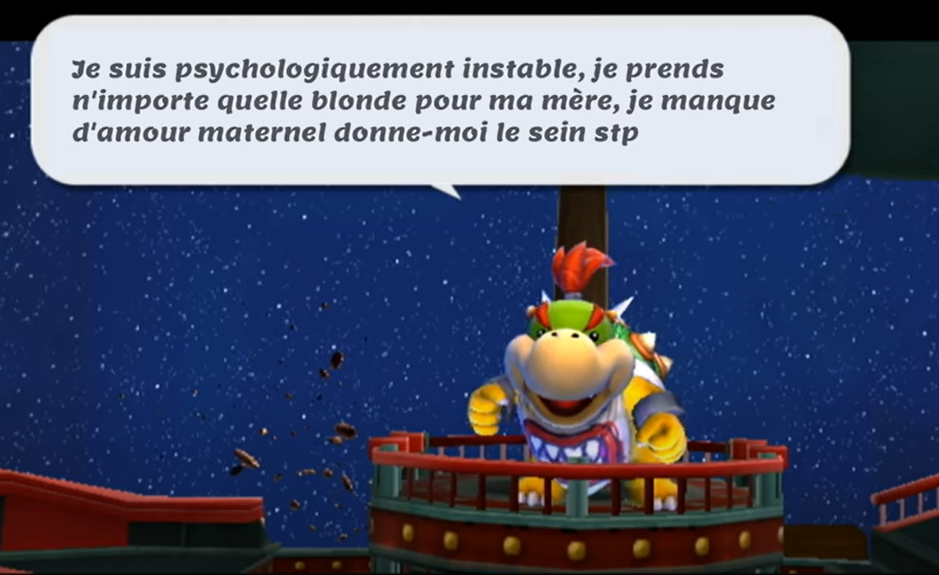 Je suis psychologiquement instable, je prends
n'importe quelle blonde pour ma mère, je manque
d'amour maternel donne-moi le sein stp